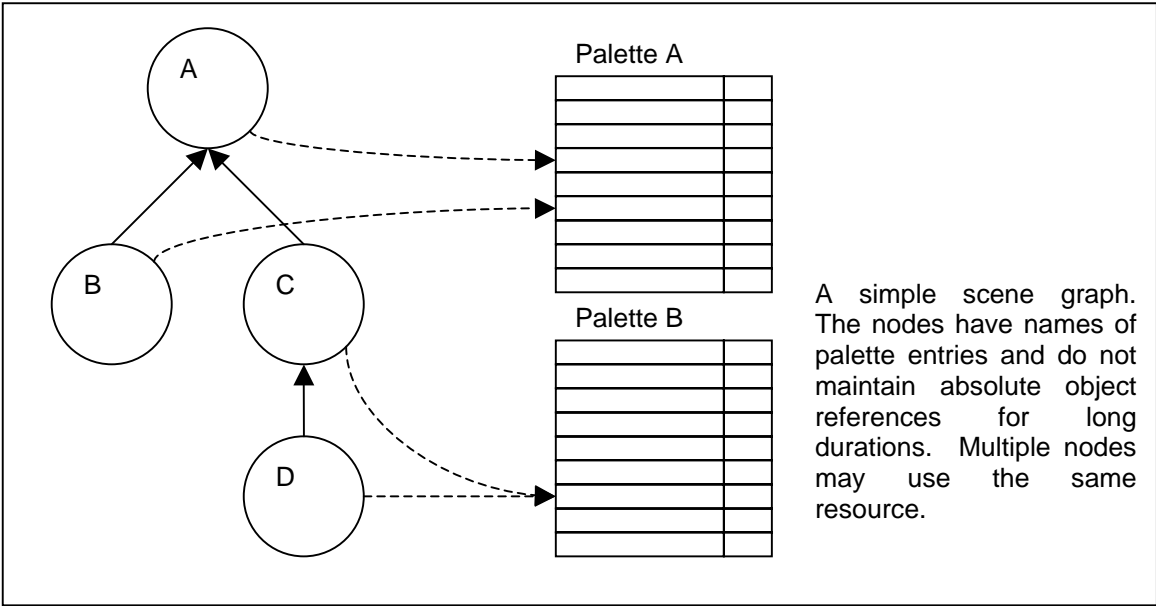 A
Palette A
B
C
Palette B
D
A simple scene graph.
The nodes have names of
palette entries and do not
maintain absolute object
references for long
durations. Multiple nodes
may use the same
resource.